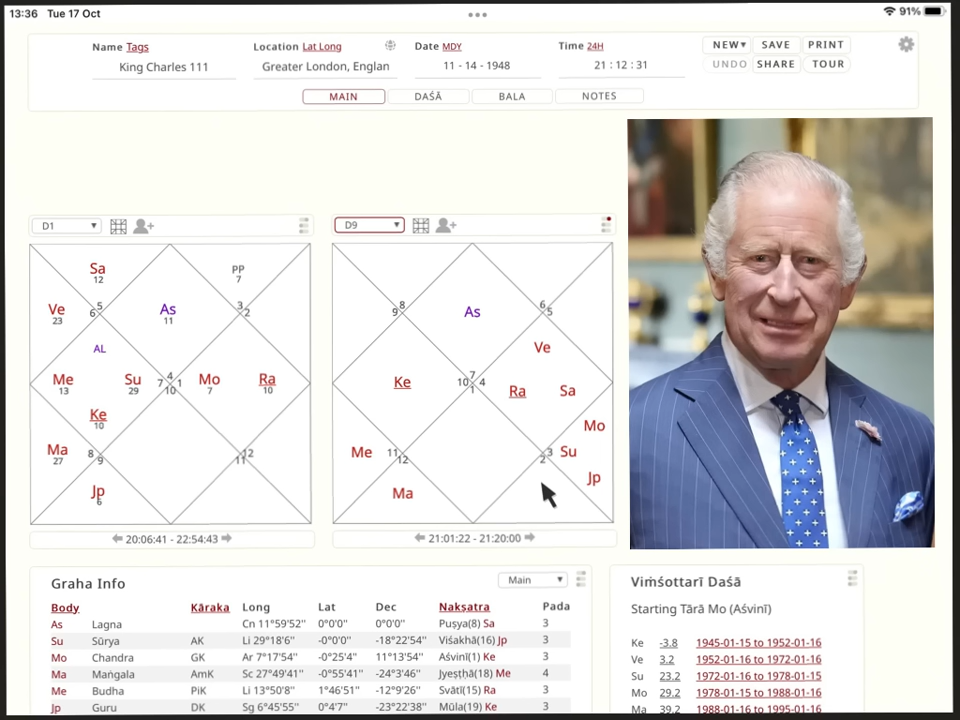 13:36 Tue 17 Oct
91%
Name Tags
Location Lat Long
Date MDY
Time 24H
NEW▾ SAVE PRINT
King Charles 111
Greater London, Englan
11 - 14 - 1948
21 : 12 : 31
UNDO SHARE TOUR
MAIN DAŚĀ BALA NOTES
D1
D9
Sa
12
PP
7
Ve
23
5
6
As
11
3
2
AL
Me
13
Su
29
7 4 1
10
Mo
7
Ra
10
Ke
10
Ma
27
8
9
12
11
Jp
6
8
9
As
6
5
Ve
Ke
10 7 4
1
Ra
Sa
Mo
Me
11
12
3
2
Su
Ma
Jp
20:06:41 - 22:54:43
21:01:22 - 21:20:00
Graha Info
Main
Body Kāraka Long Lat Dec Nakṣatra Pada
As Lagna Cn 11°59'52'' 0°0'0'' 0°0'0'' Puṣya(8) Sa 3
Su Sūrya AK Li 29°18'6'' -0°0'0'' -18°22'54'' Viśakhā(16) Jp 3
Mo Chandra GK Ar 7°17'54'' -0°25'4'' 11°13'54'' Aśvinī(1) Ke 3
Ma Maṅgala AmK Sc 27°49'41'' -0°55'41'' -24°3'46'' Jyeṣṭhā(18) Me 4
Me Budha PiK Li 13°50'8'' 1°46'51'' -12°9'26'' Svātī(15) Ra 3
Jp Guru DK Sg 6°45'55'' 0°4'7'' -23°22'38'' Mūla(19) Ke 3
Viṁśottarī Daśā
Starting Tārā Mo (Aśvinī)
Ke -3.8 1945-01-15 to 1952-01-16
Ve 3.2 1952-01-16 to 1972-01-16
Su 23.2 1972-01-16 to 1978-01-15
Mo 29.2 1978-01-15 to 1988-01-16
Ma 39.2 1988-01-16 to 1995-01-16